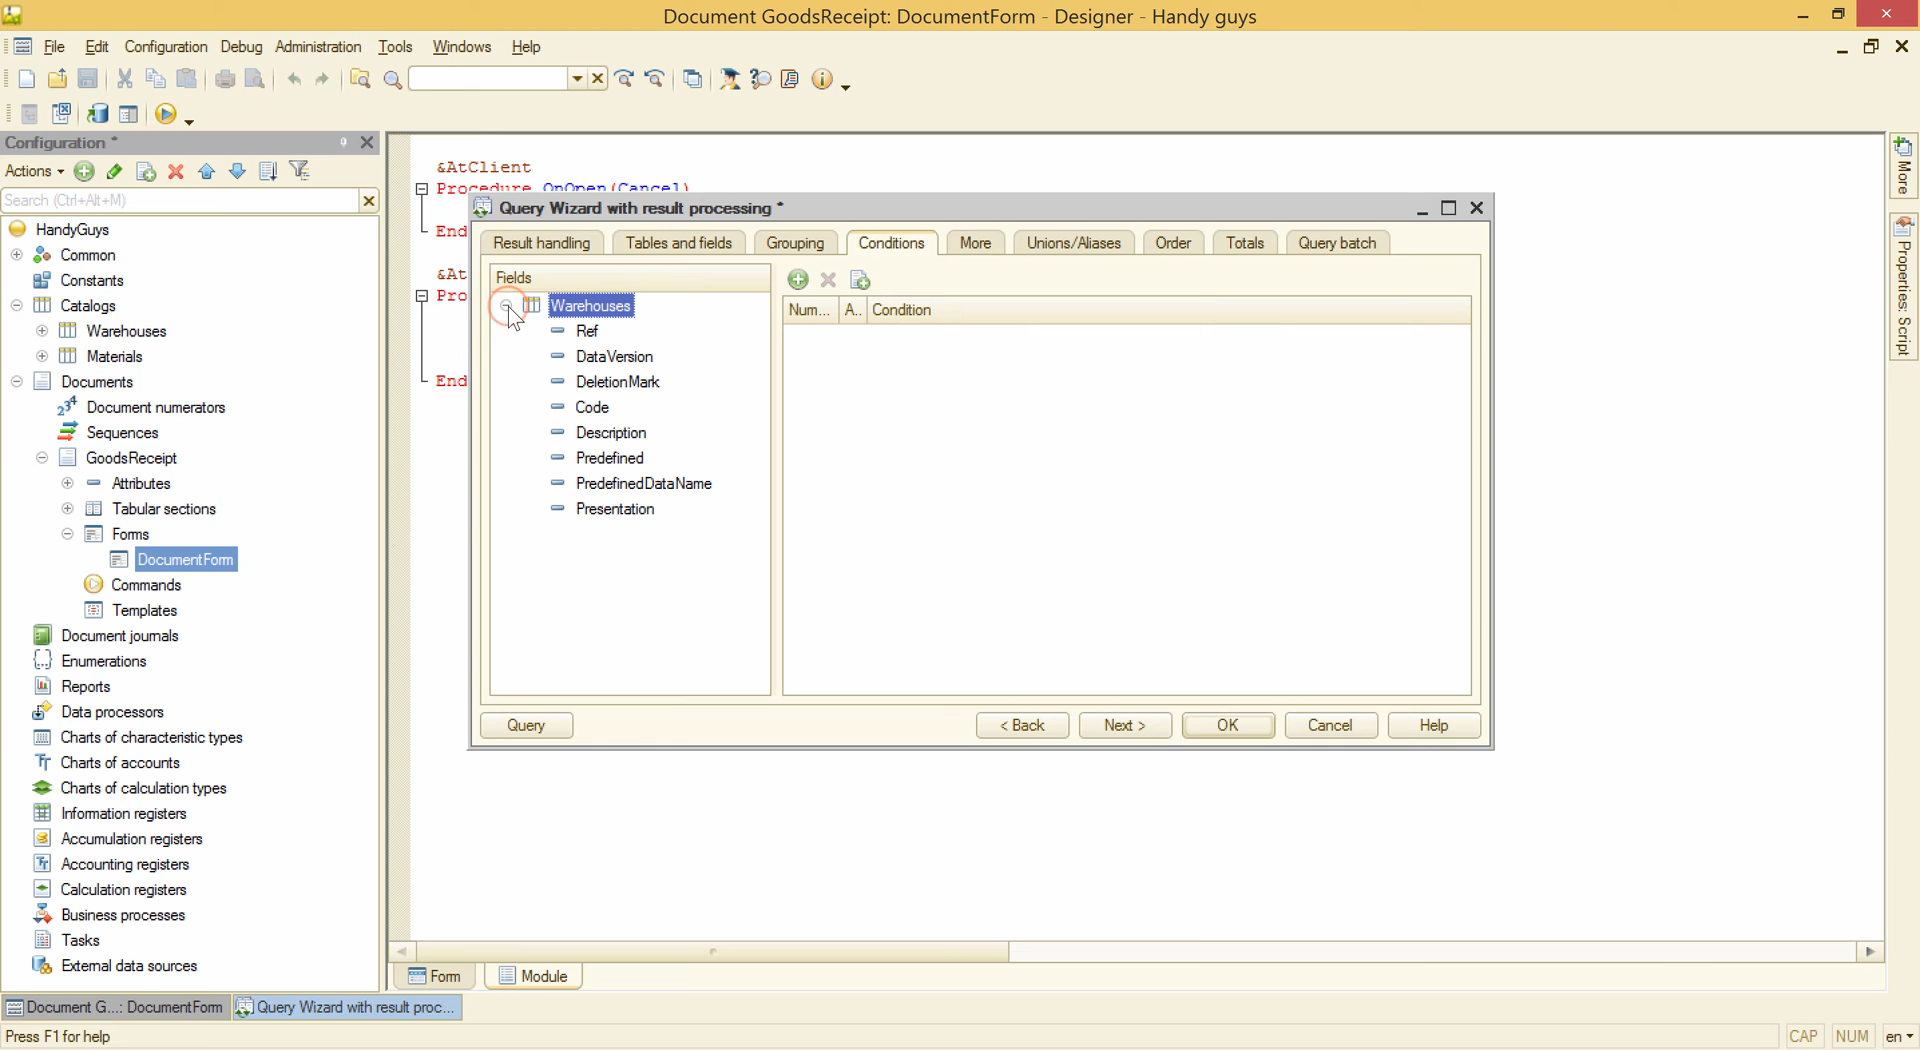 Document GoodsReceipt: DocumentForm - Designer - Handy guys
File Edit Configuration Debug Administration Tools Windows Help
Configuration *
Actions
Search (Ctrl+Alt+M)
HandyGuys
Common
Constants
Catalogs
Warehouses
Materials
Documents
Document numerators
Sequences
GoodsReceipt
Attributes
Tabular sections
Forms
DocumentForm
Commands
Templates
Document journals
Enumerations
Reports
Data processors
Charts of characteristic types
Charts of accounts
Charts of calculation types
Information registers
Accumulation registers
Accounting registers
Calculation registers
Business processes
Tasks
External data sources
&AtClient
Procedure OnOpen(Cancel)
End
&At
Pro
End
Query Wizard with result processing *
Result handling Tables and fields Grouping Conditions More Unions/Aliases Order Totals Query batch
Fields
Warehouses
Ref
DataVersion
DeletionMark
Code
Description
Predefined
PredefinedDataName
Presentation
Num... A.. Condition
Query < Back Next > OK Cancel Help
More
Properties: Script
Form Module
Document G...: DocumentForm Query Wizard with result proc...
Press F1 for help CAP NUM en